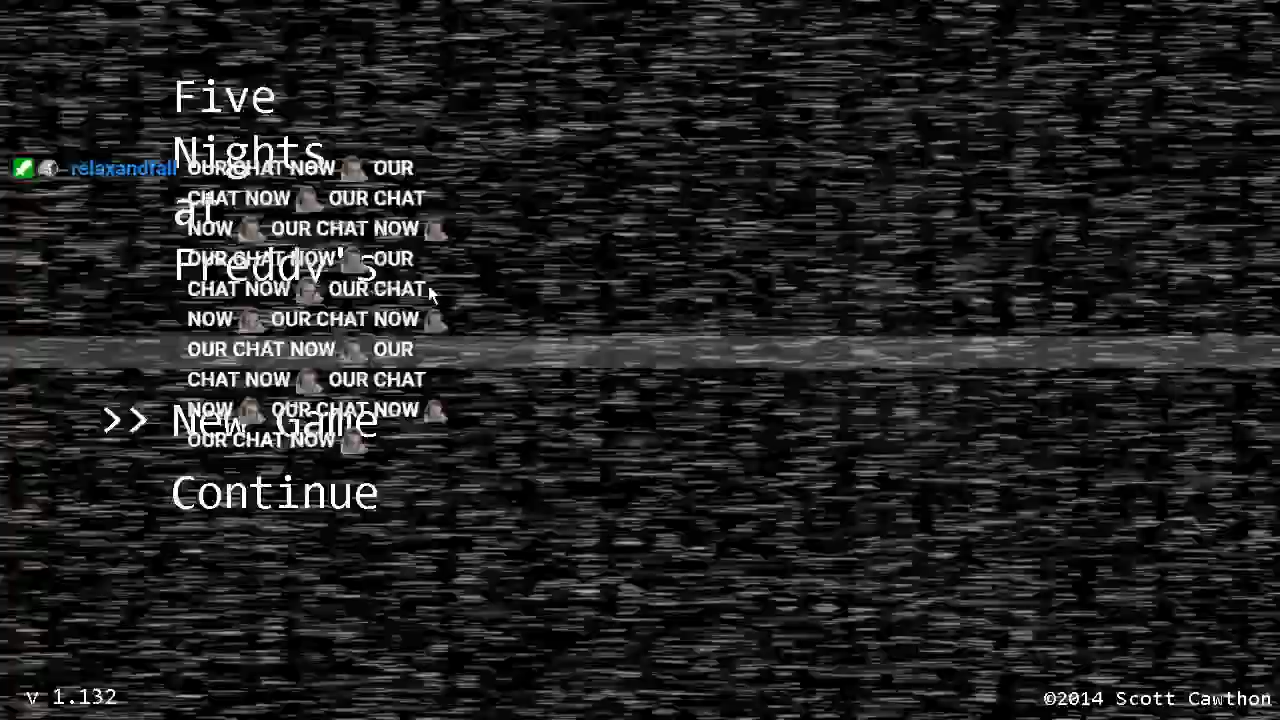 Five
Nights
at
Freddy's
relaxandfall OUR CHAT NOW OUR
CHAT NOW OUR CHAT
NOW OUR CHAT NOW
OUR CHAT NOW OUR
CHAT NOW OUR CHAT
NOW OUR CHAT NOW
OUR CHAT NOW OUR
CHAT NOW OUR CHAT
NOW OUR CHAT NOW
OUR CHAT NOW
>> New Game
Continue
v 1.132
©2014 Scott Cawthon